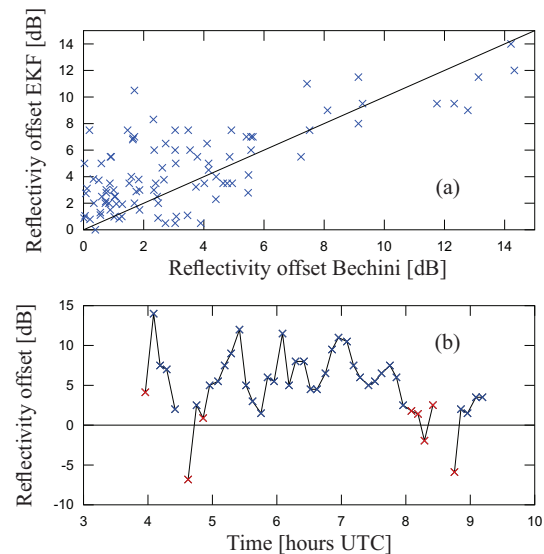 Reflectiviy offset EKF [dB]
14
12
10
8
6
4
2
0
(a)
0 2 4 6 8 10 12 14
Reflectivity offset Bechini [dB]
Reflectivity offset [dB]
15
10
5
0
-5
-10
(b)
3 4 5 6 7 8 9 10
Time [hours UTC]